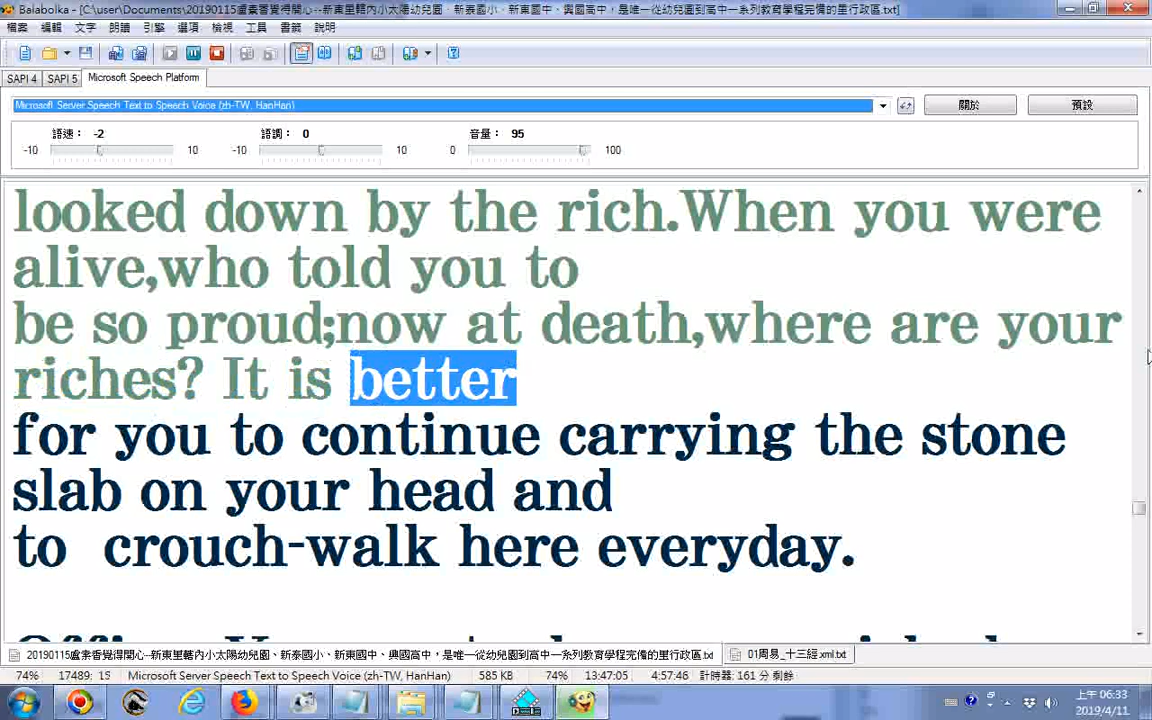 Balabolka - [C:\user\Documents\20190115盧素香覺得開心--新東里轄內小太陽幼兒園、新泰國小、新東國中、興國高中，是唯一從幼兒園到高中一系列教育學程完備的里行政區.txt]
檔案 編輯 文字 朗讀 引擎 選項 檢視 工具 書籤 說明
SAPI 4 SAPI 5 Microsoft Speech Platform
Microsoft Server Speech Text to Speech Voice (zh-TW, HanHan) 關於 預設
語速： -2 語調： 0 音量： 95
-10 10 -10 10 0 100
looked down by the rich.When you were
alive,who told you to
be so proud;now at death,where are your
riches? It is better
for you to continue carrying the stone
slab on your head and
to crouch-walk here everyday.
20190115盧素香覺得開心--新東里轄內小太陽幼兒園、新泰國小、新東國中、興國高中，是唯一從幼兒園到高中一系列教育學程完備的里行政區.txt 01周易_十三經.xml.txt
74% 17489: 15 Microsoft Server Speech Text to Speech Voice (zh-TW, HanHan) 585 KB 74% 13:47:05 4:57:46 計時器: 161 分 剩餘
上午 06:33
2019/4/11